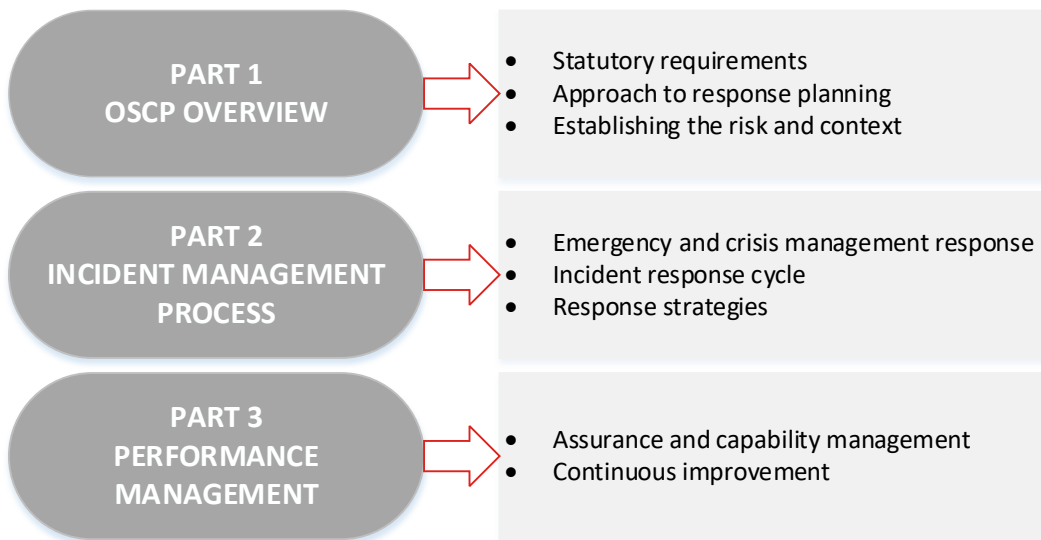 PART 1
OSCP OVERVIEW
• Statutory requirements
• Approach to response planning
• Establishing the risk and context
PART 2
INCIDENT MANAGEMENT
PROCESS
• Emergency and crisis management response
• Incident response cycle
• Response strategies
PART 3
PERFORMANCE
MANAGEMENT
• Assurance and capability management
• Continuous improvement